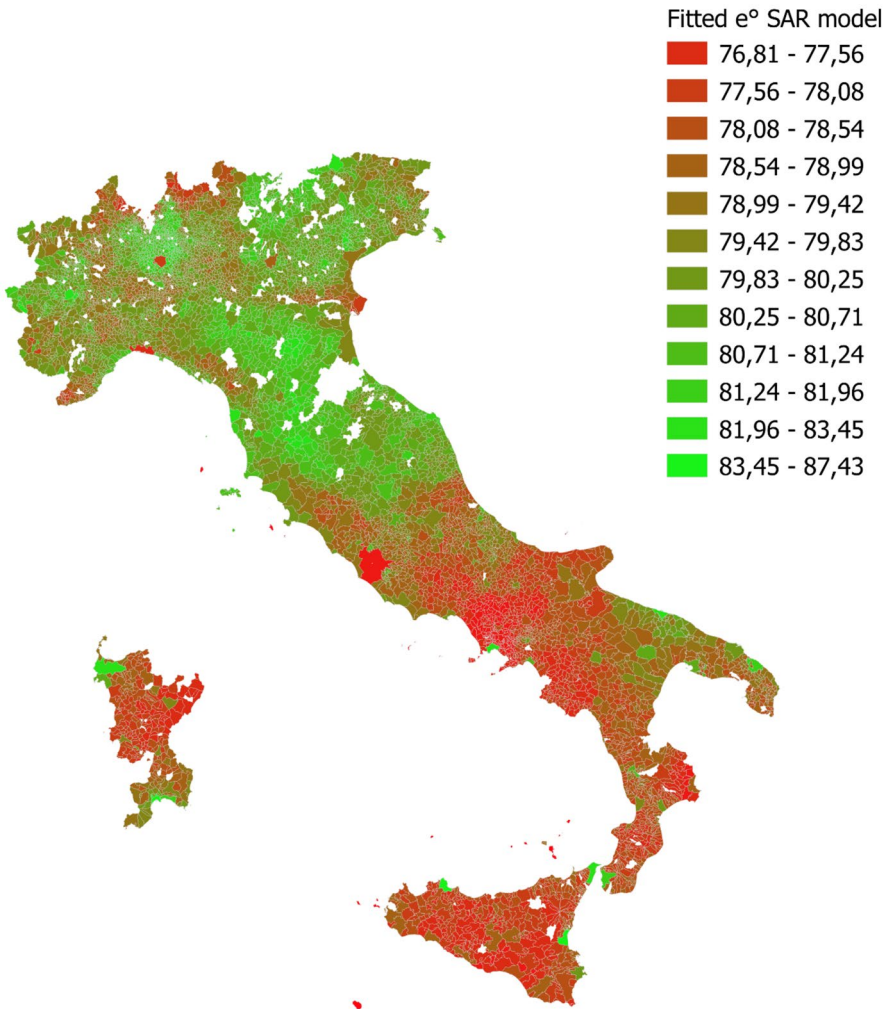 Fitted e° SAR model
76,81 - 77,56
77,56 - 78,08
78,08 - 78,54
78,54 - 78,99
78,99 - 79,42
79,42 - 79,83
79,83 - 80,25
80,25 - 80,71
80,71 - 81,24
81,24 - 81,96
81,96 - 83,45
83,45 - 87,43